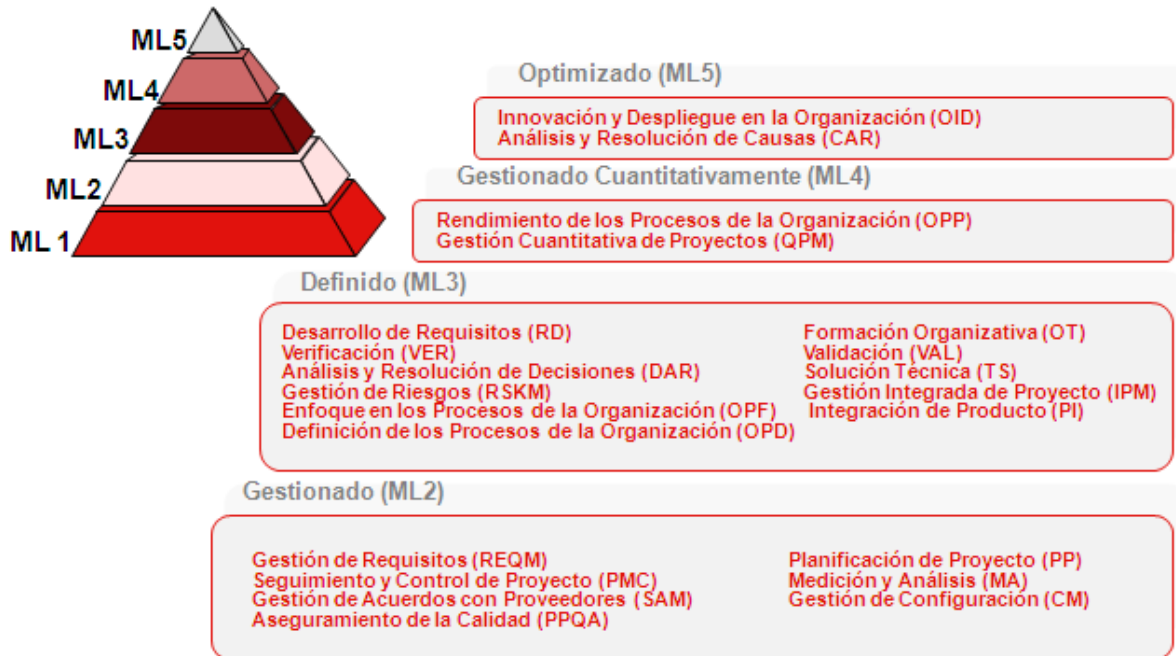 ML5
ML4
ML3
ML2
ML 1
Optimizado (ML5)
Innovación y Despliegue en la Organización (OID)
Análisis y Resolución de Causas (CAR)
Gestionado Cuantitativamente (ML4)
Rendimiento de los Procesos de la Organización (OPP)
Gestión Cuantitativa de Proyectos (QPM)
Definido (ML3)
Desarrollo de Requisitos (RD)
Verificación (VER)
Análisis y Resolución de Decisiones (DAR)
Gestión de Riesgos (RSKM)
Enfoque en los Procesos de la Organización (OPF)
Definición de los Procesos de la Organización (OPD)
Formación Organizativa (OT)
Validación (VAL)
Solución Técnica (TS)
Gestión Integrada de Proyecto (IPM)
Integración de Producto (PI)
Gestionado (ML2)
Gestión de Requisitos (REQM)
Seguimiento y Control de Proyecto (PMC)
Gestión de Acuerdos con Proveedores (SAM)
Aseguramiento de la Calidad (PPQA)
Planificación de Proyecto (PP)
Medición y Análisis (MA)
Gestión de Configuración (CM)